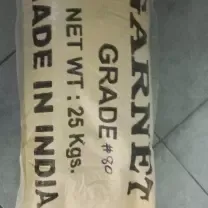 GARNET
GRADE #80
NET WT : 25 Kgs.
MADE IN INDIA